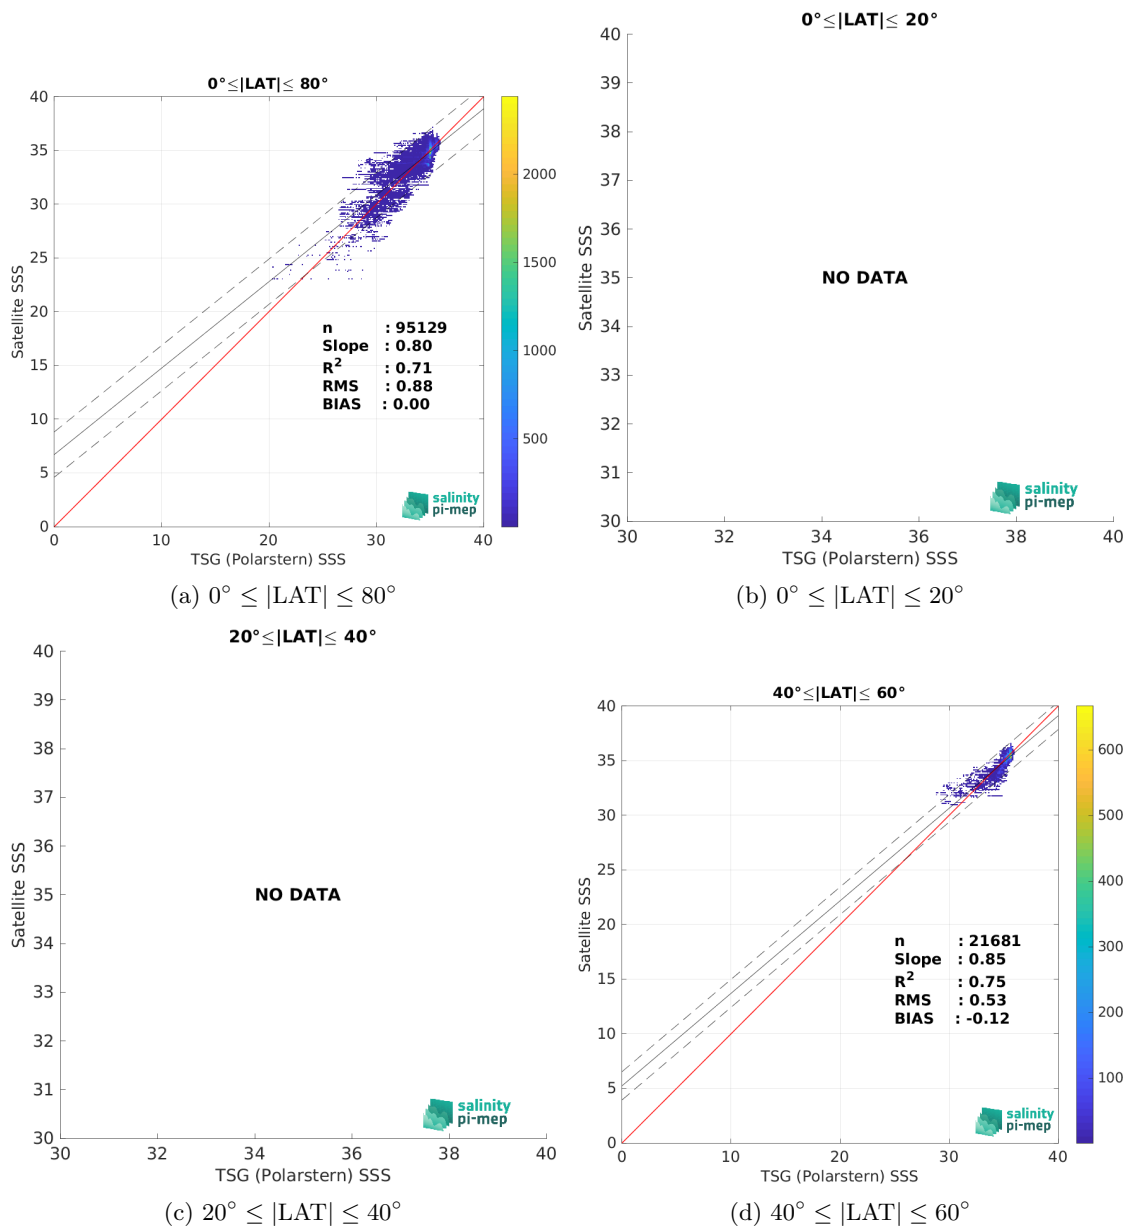 0°≤|LAT|≤ 80°
40
35
30
25
20
15
10
5
0
Satellite SSS
n : 95129
Slope : 0.80
R² : 0.71
RMS : 0.88
BIAS : 0.00
salinity
pi-mep
0 10 20 30 40
TSG (Polarstern) SSS
2000
1500
1000
500
(a) 0° ≤ |LAT| ≤ 80°
0°≤|LAT|≤ 20°
40
39
38
37
36
35
34
33
32
31
30
Satellite SSS
NO DATA
salinity
pi-mep
30 32 34 36 38 40
TSG (Polarstern) SSS
(b) 0° ≤ |LAT| ≤ 20°
20°≤|LAT|≤ 40°
40
39
38
37
36
35
34
33
32
31
30
Satellite SSS
NO DATA
salinity
pi-mep
30 32 34 36 38 40
TSG (Polarstern) SSS
(c) 20° ≤ |LAT| ≤ 40°
40°≤|LAT|≤ 60°
40
35
30
25
20
15
10
5
0
Satellite SSS
n : 21681
Slope : 0.85
R² : 0.75
RMS : 0.53
BIAS : -0.12
salinity
pi-mep
0 10 20 30 40
TSG (Polarstern) SSS
600
500
400
300
200
100
(d) 40° ≤ |LAT| ≤ 60°